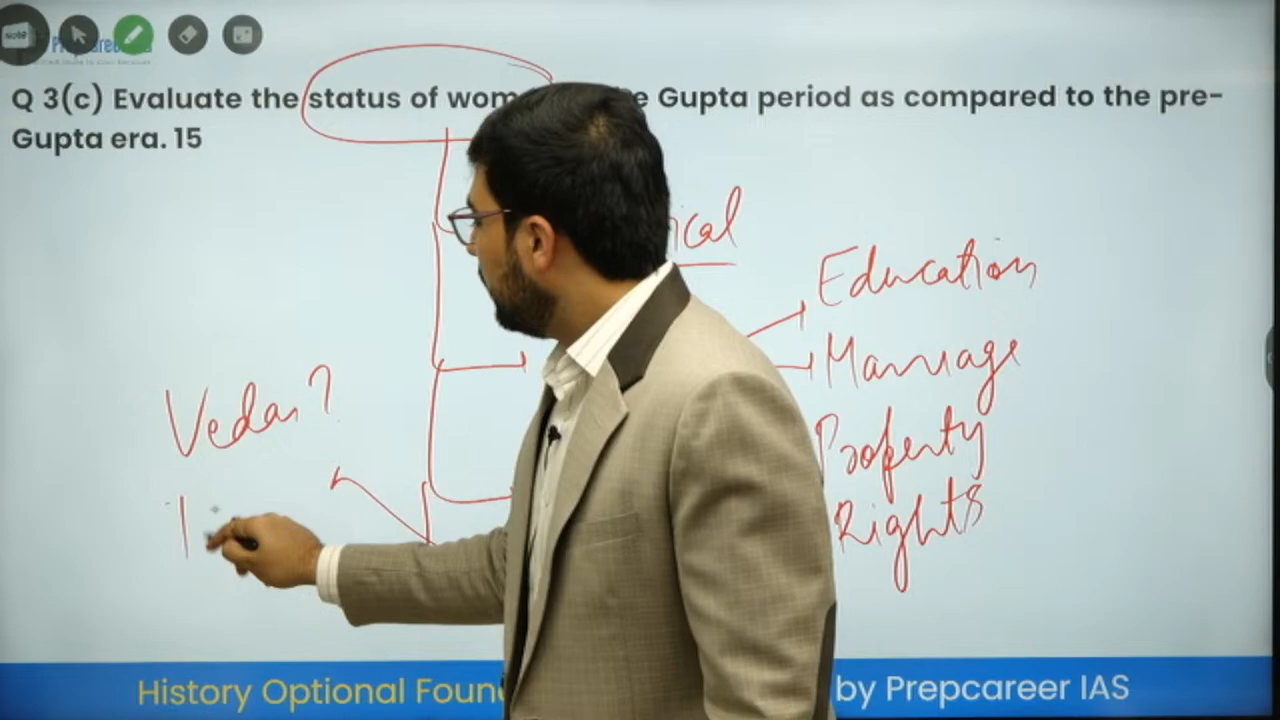 Q 3(c) Evaluate the status of wom e Gupta period as compared to the pre-
Gupta era. 15
ical
Education
Marriage
Property
Rights
Vedas?
History Optional Foun by Prepcareer IAS